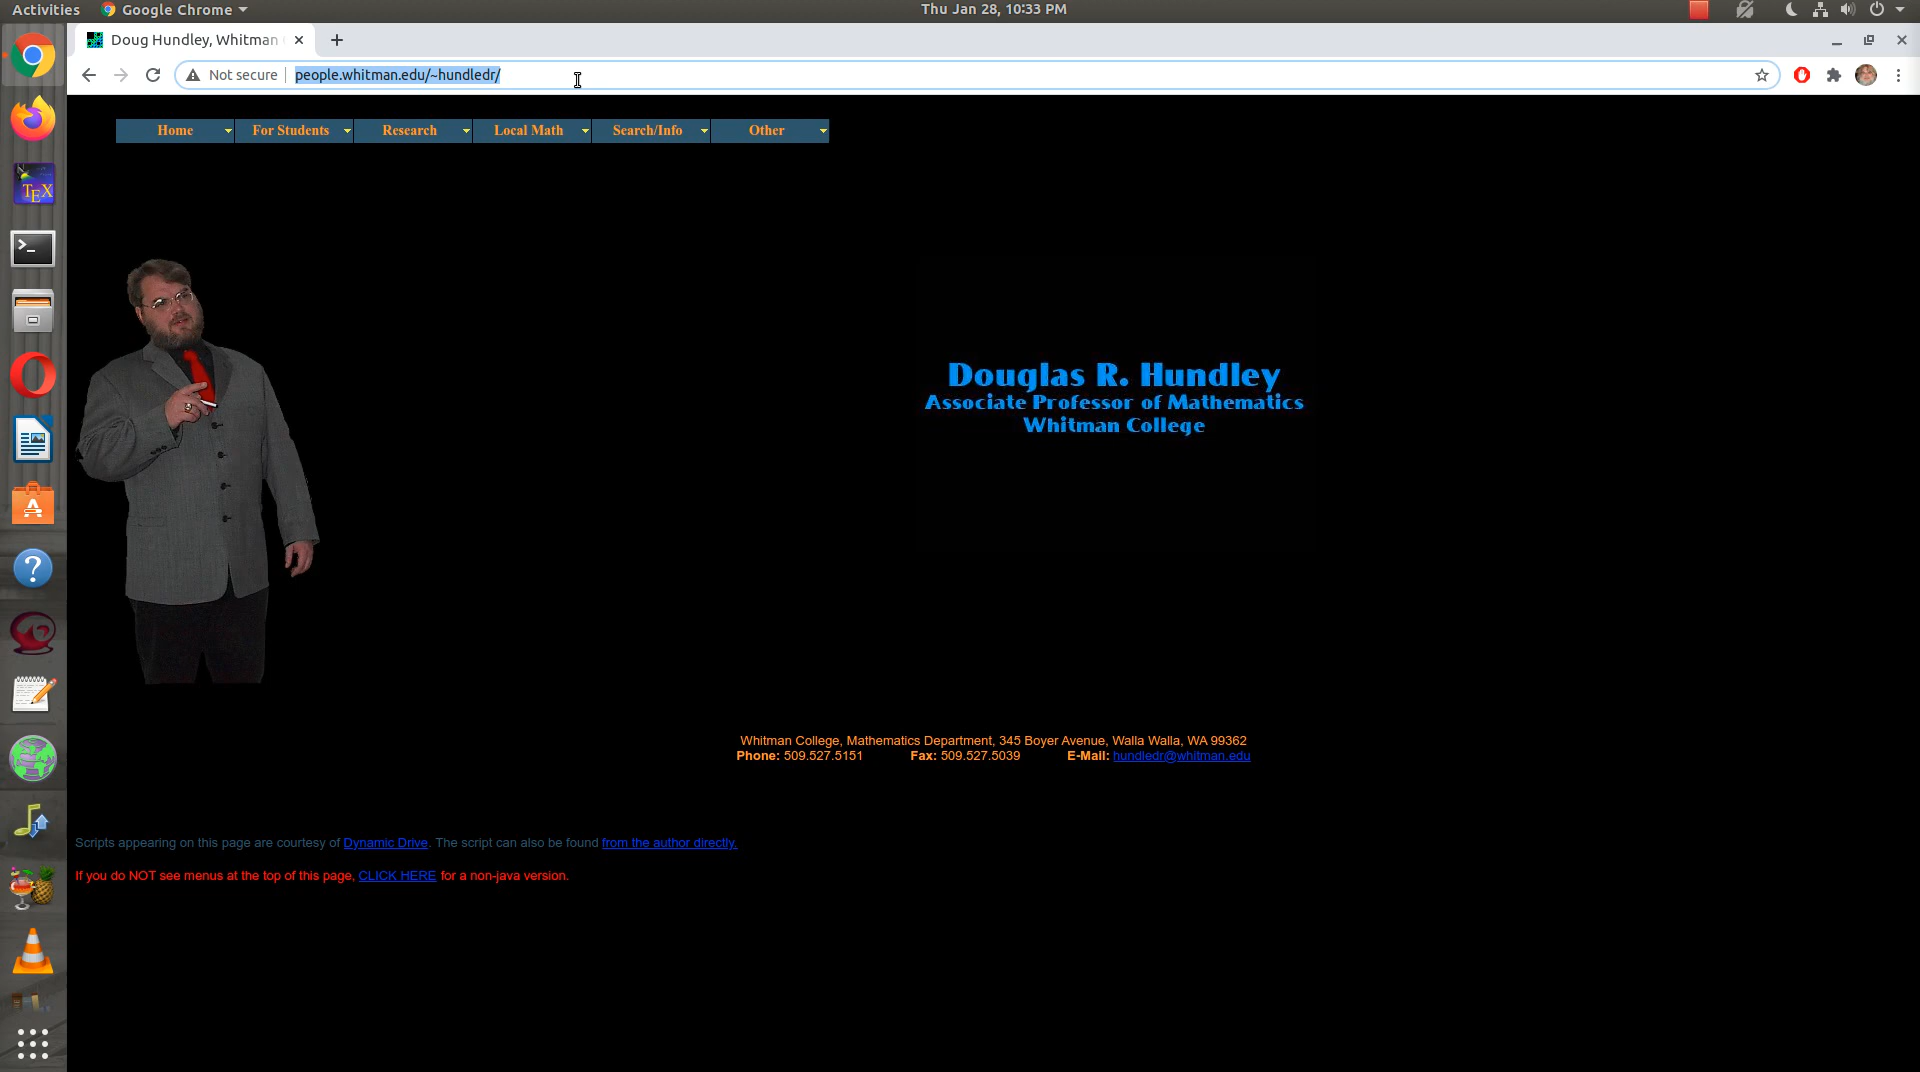 Activities Google Chrome Thu Jan 28, 10:33 PM
Doug Hundley, Whitman
Not secure people.whitman.edu/~hundledr/
Home For Students Research Local Math Search/Info Other
TEX
Douglas R. Hundley
Associate Professor of Mathematics
Whitman College
Whitman College, Mathematics Department, 345 Boyer Avenue, Walla Walla, WA 99362
Phone: 509.527.5151 Fax: 509.527.5039 E-Mail: hundledr@whitman.edu
Scripts appearing on this page are courtesy of Dynamic Drive. The script can also be found from the author directly.
If you do NOT see menus at the top of this page, CLICK HERE for a non-java version.